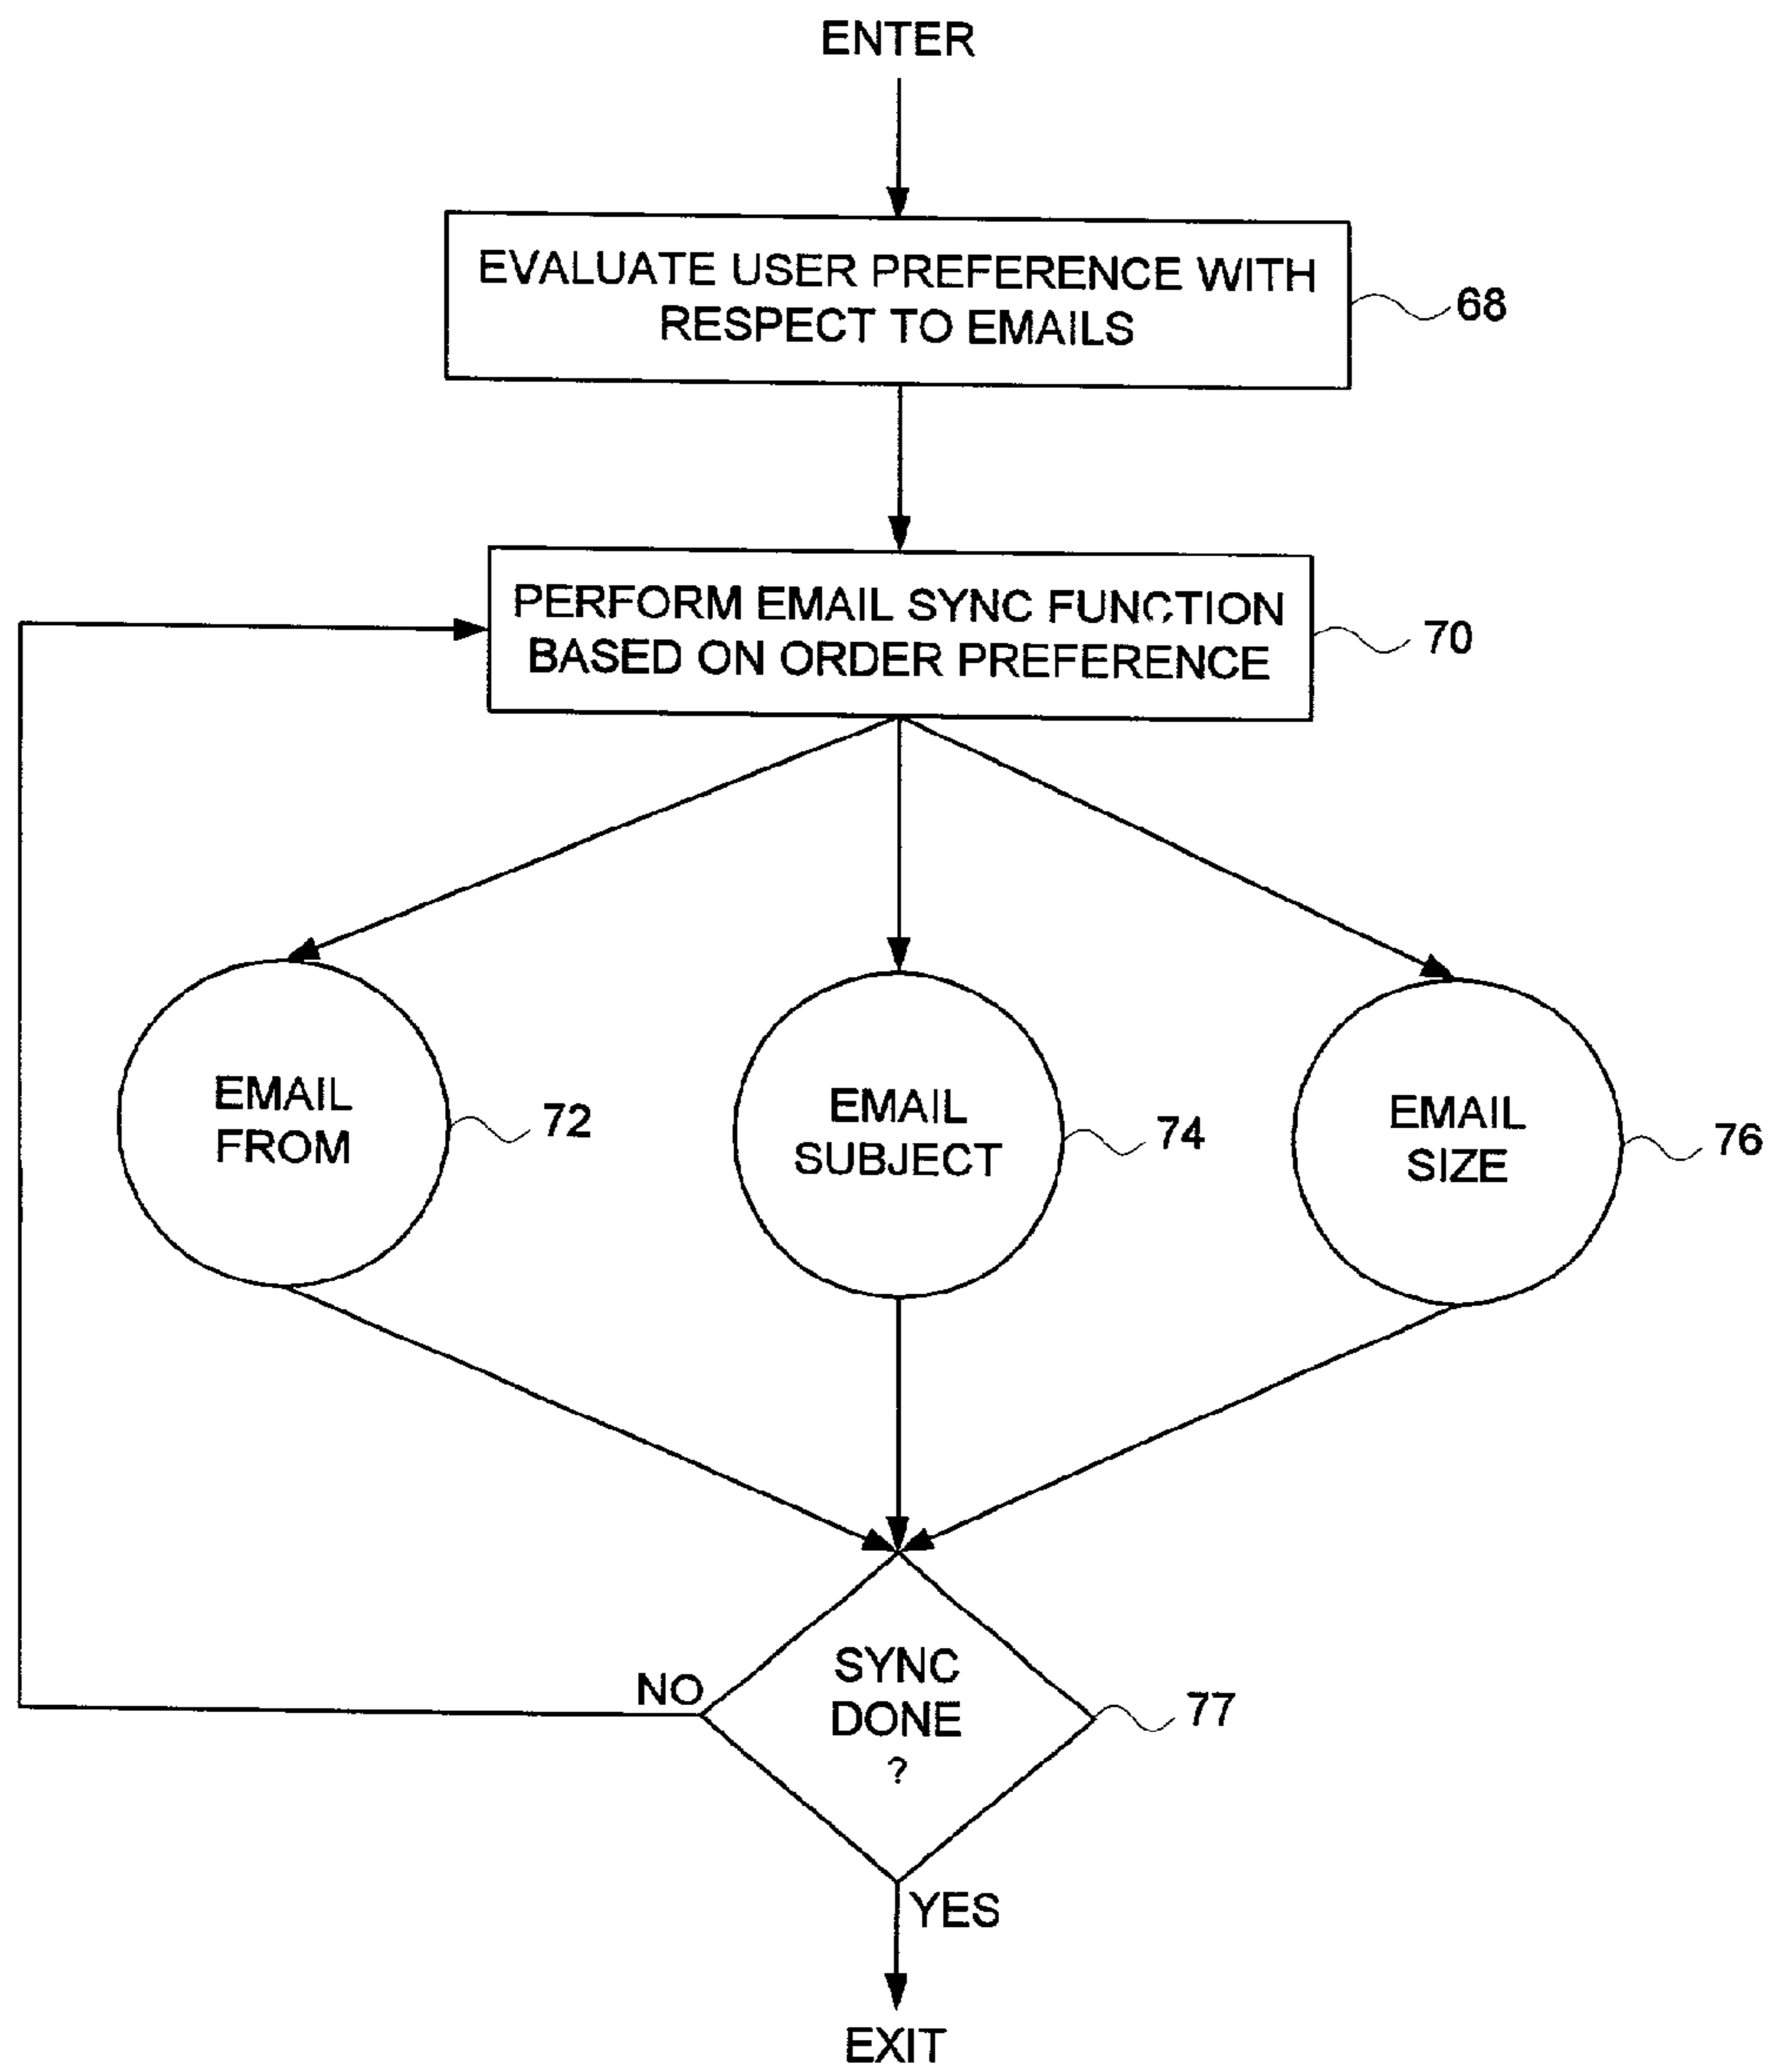 ENTER
EVALUATE USER PREFERENCE WITH
RESPECT TO EMAILS
68
PERFORM EMAIL SYNC FUNCTION
BASED ON ORDER PREFERENCE
70
EMAIL
FROM
72
EMAIL
SUBJECT
74
EMAIL
SIZE
76
SYNC
DONE
?
77
NO
YES
EXIT